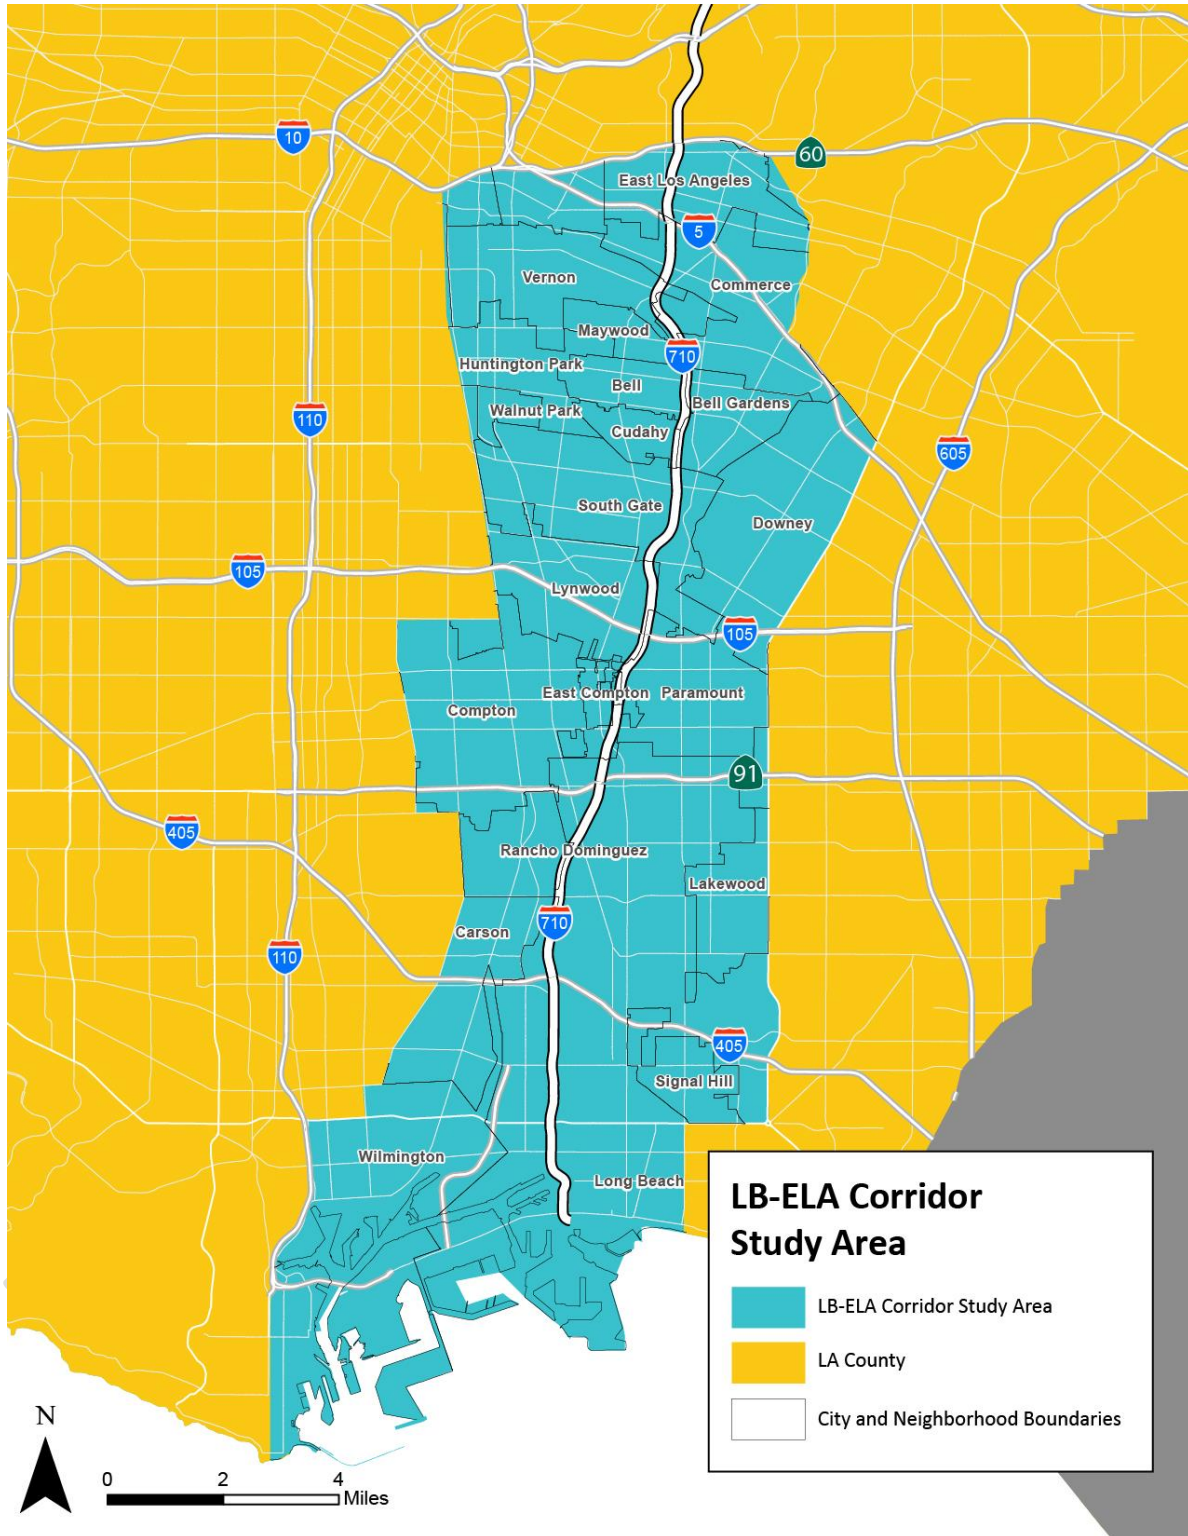 10
60
East Los Angeles
5
Vernon
Commerce
Maywood
710
Huntington Park
Bell
Bell Gardens
Walnut Park
110
Cudahy
605
South Gate
Downey
105
Lynwood
105
East Compton
Paramount
Compton
91
405
Rancho Dominguez
Lakewood
710
Carson
110
405
Signal Hill
Wilmington
Long Beach
LB-ELA Corridor
Study Area
LB-ELA Corridor Study Area
LA County
City and Neighborhood Boundaries
N
0 2 4
Miles